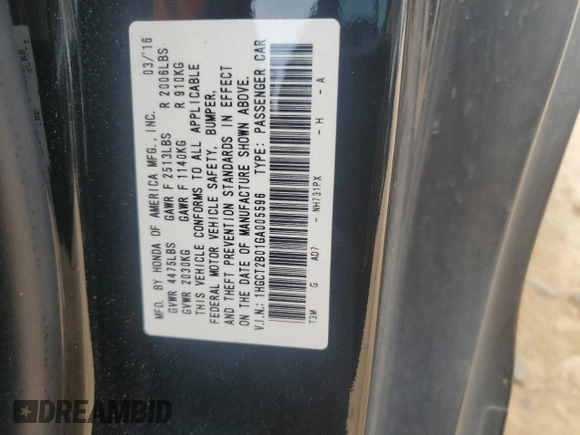 MFD. BY HONDA OF AMERICA MFG., INC. 03/'16
GVWR 4475LBS GAWR F 2513LBS R 2006LBS
GVWR 2030KG GAWR F 1140KG R 910KG
THIS VEHICLE CONFORMS TO ALL APPLICABLE
FEDERAL MOTOR VEHICLE SAFETY, BUMPER,
AND THEFT PREVENTION STANDARDS IN EFFECT
ON THE DATE OF MANUFACTURE SHOWN ABOVE.
V.I.N.: 1HGCT2B01GA005596 TYPE: PASSENGER CAR
T3M G AD7 - NH731PX - H - A
DREAMBID